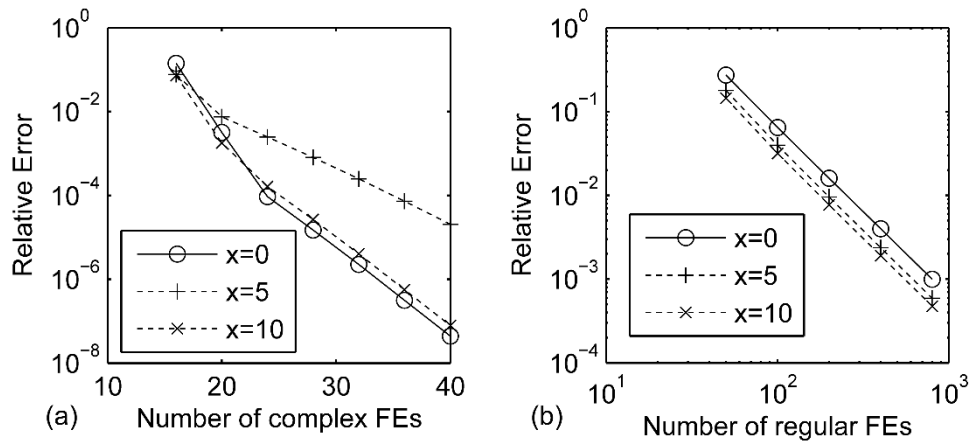 10^0
10^−2
10^−4
10^−6
10^−8
Relative Error
x=0
x=5
x=10
10
20
30
40
(a)
Number of complex FEs
10^0
10^−1
10^−2
10^−3
10^−4
Relative Error
x=0
x=5
x=10
10^1
10^2
10^3
(b)
Number of regular FEs